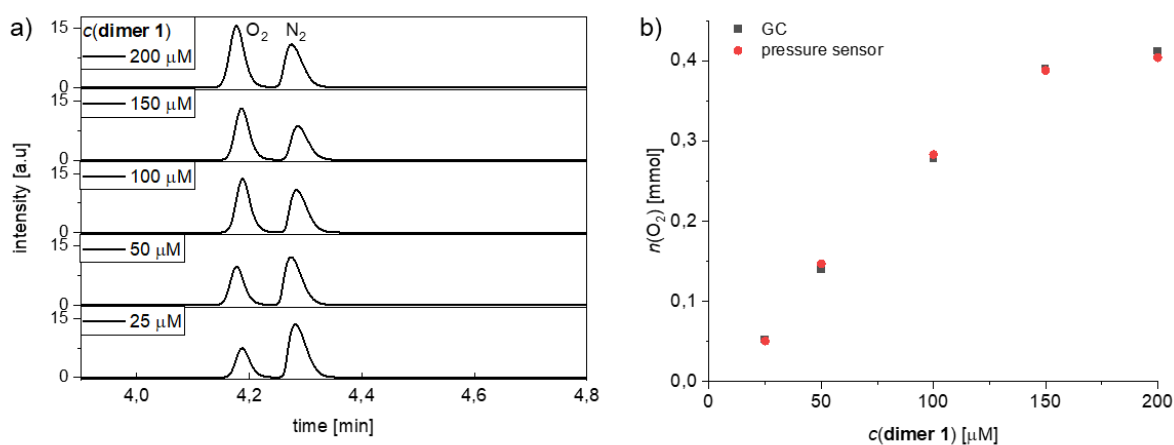 a)
c(dimer 1)
O₂ N₂
15
200 μM
0
15
150 μM
0
15
100 μM
0
15
50 μM
0
15
25 μM
0
intensity [a.u]
4,0 4,2 4,4 4,6 4,8
time [min]
b)
GC
pressure sensor
0,4
0,3
0,2
0,1
0,0
n(O₂) [mmol]
0 50 100 150 200
c(dimer 1) [μM]